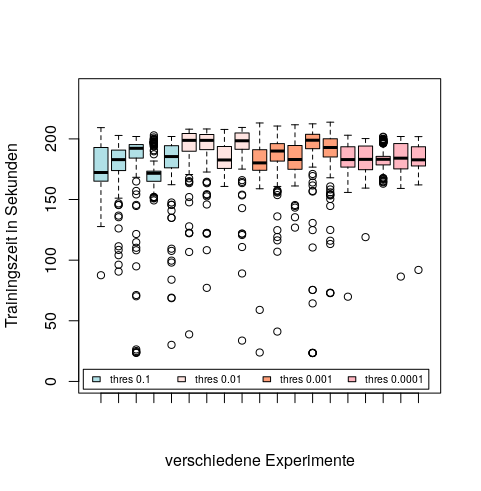 Trainingszeit in Sekunden
200
150
100
50
0
thres 0.1 thres 0.01 thres 0.001 thres 0.0001
verschiedene Experimente